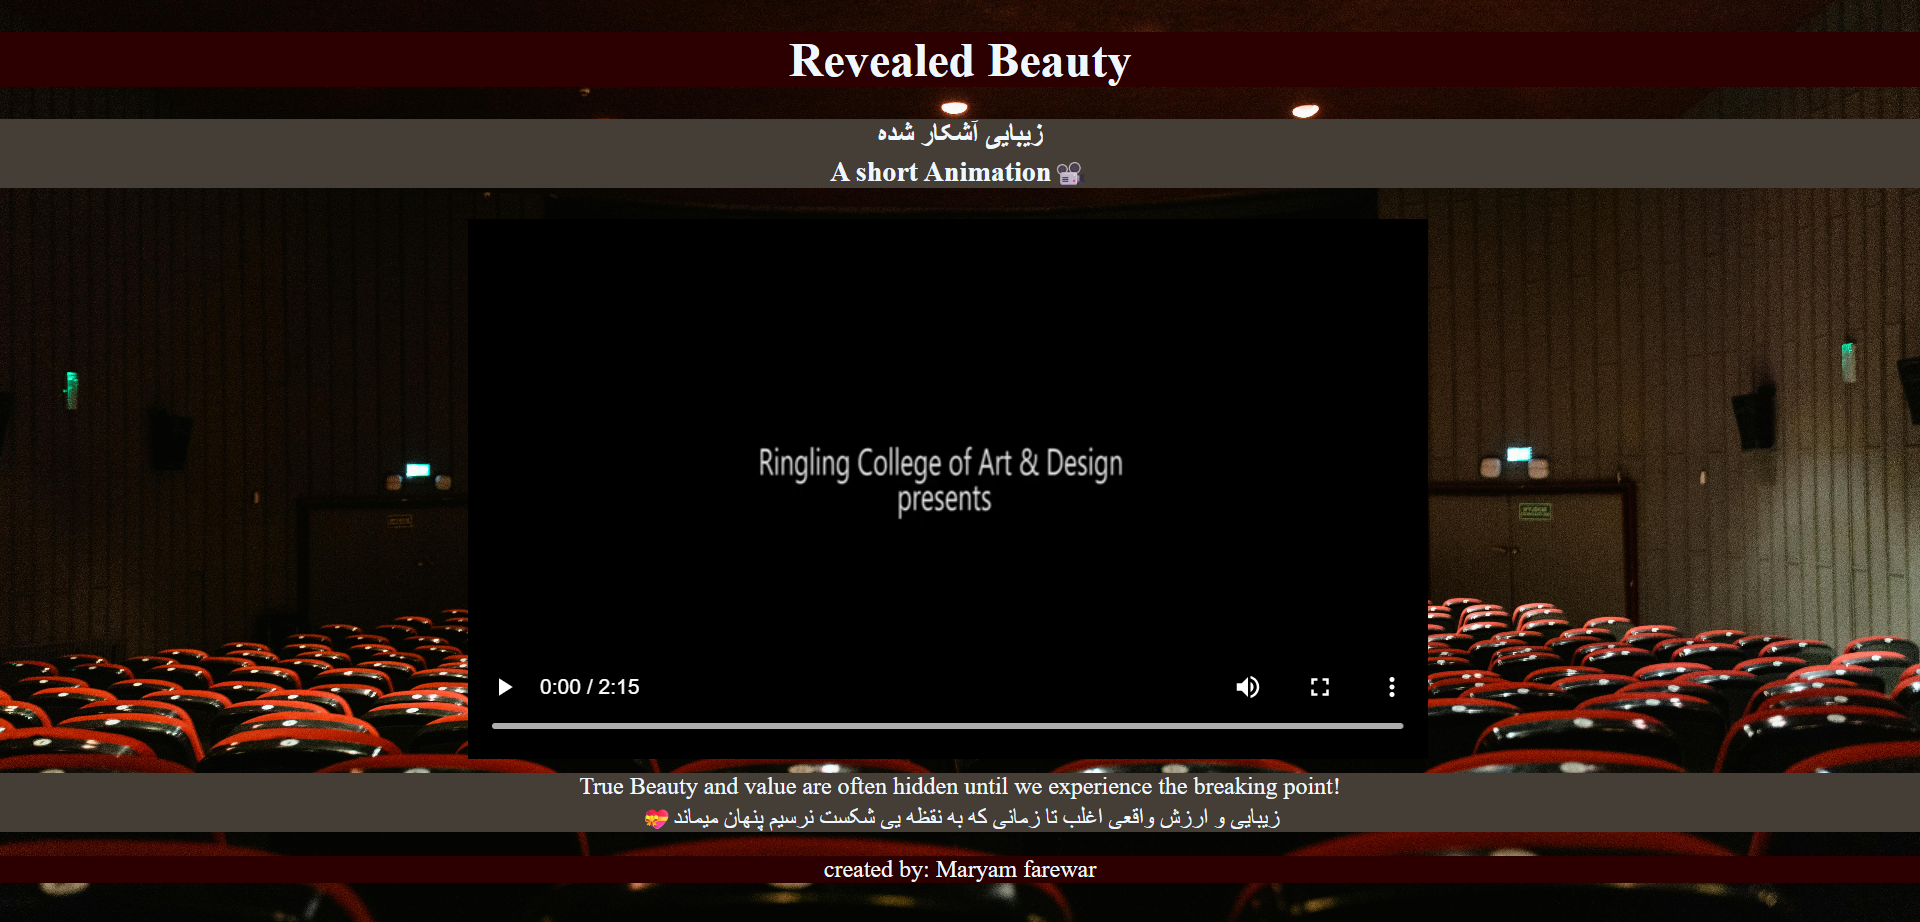 Revealed Beauty
زیبایی آشکار شده
A short Animation 📽
Ringling College of Art & Design
presents
0:00 / 2:15
True Beauty and value are often hidden until we experience the breaking point!
زیبایی و ارزش واقعی اغلب تا زمانی که به نقظه یی شکست نرسیم پنهان میماند 💝
created by: Maryam farewar